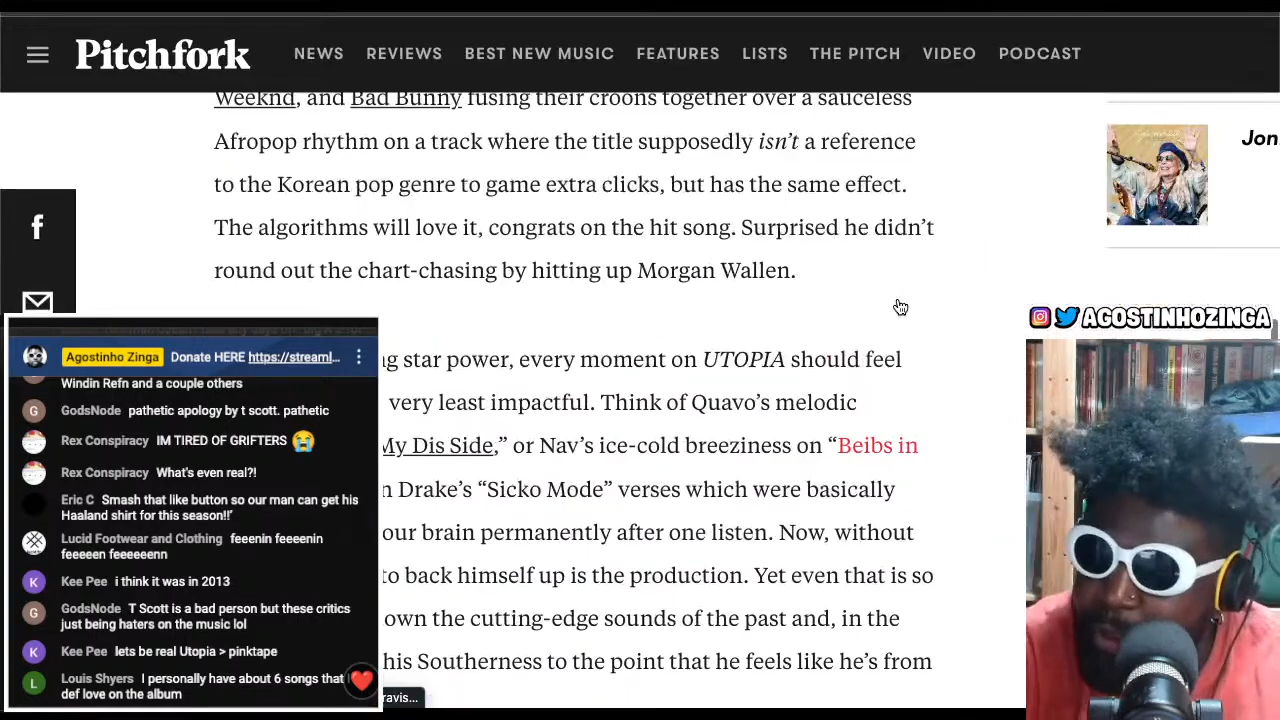 Pitchfork
NEWS REVIEWS BEST NEW MUSIC FEATURES LISTS THE PITCH VIDEO PODCAST
Weeknd, and Bad Bunny fusing their croons together over a sauceless
Afropop rhythm on a track where the title supposedly isn't a reference
to the Korean pop genre to game extra clicks, but has the same effect.
The algorithms will love it, congrats on the hit song. Surprised he didn't
round out the chart-chasing by hitting up Morgan Wallen.
Jon
AGOSTINHOZINGA
g star power, every moment on UTOPIA should feel
very least impactful. Think of Quavo's melodic
My Dis Side," or Nav's ice-cold breeziness on "Beibs in
n Drake's "Sicko Mode" verses which were basically
our brain permanently after one listen. Now, without
to back himself up is the production. Yet even that is so
own the cutting-edge sounds of the past and, in the
his Southerness to the point that he feels like he's from
ravis...
Agostinho Zinga Donate HERE https://streaml...
Windin Refn and a couple others
GodsNode pathetic apology by t scott. pathetic
Rex Conspiracy IM TIRED OF GRIFTERS
Rex Conspiracy What's even real?!
Eric C Smash that like button so our man can get his
Haaland shirt for this season!!'
Lucid Footwear and Clothing feeenin feeenin
feeeen feeeeenn
Kee Pee i think it was in 2013
GodsNode T Scott is a bad person but these critics
just being haters on the music lol
Kee Pee lets be real Utopia > pinktape
Louis Shyers I personally have about 6 songs that I
def love on the album